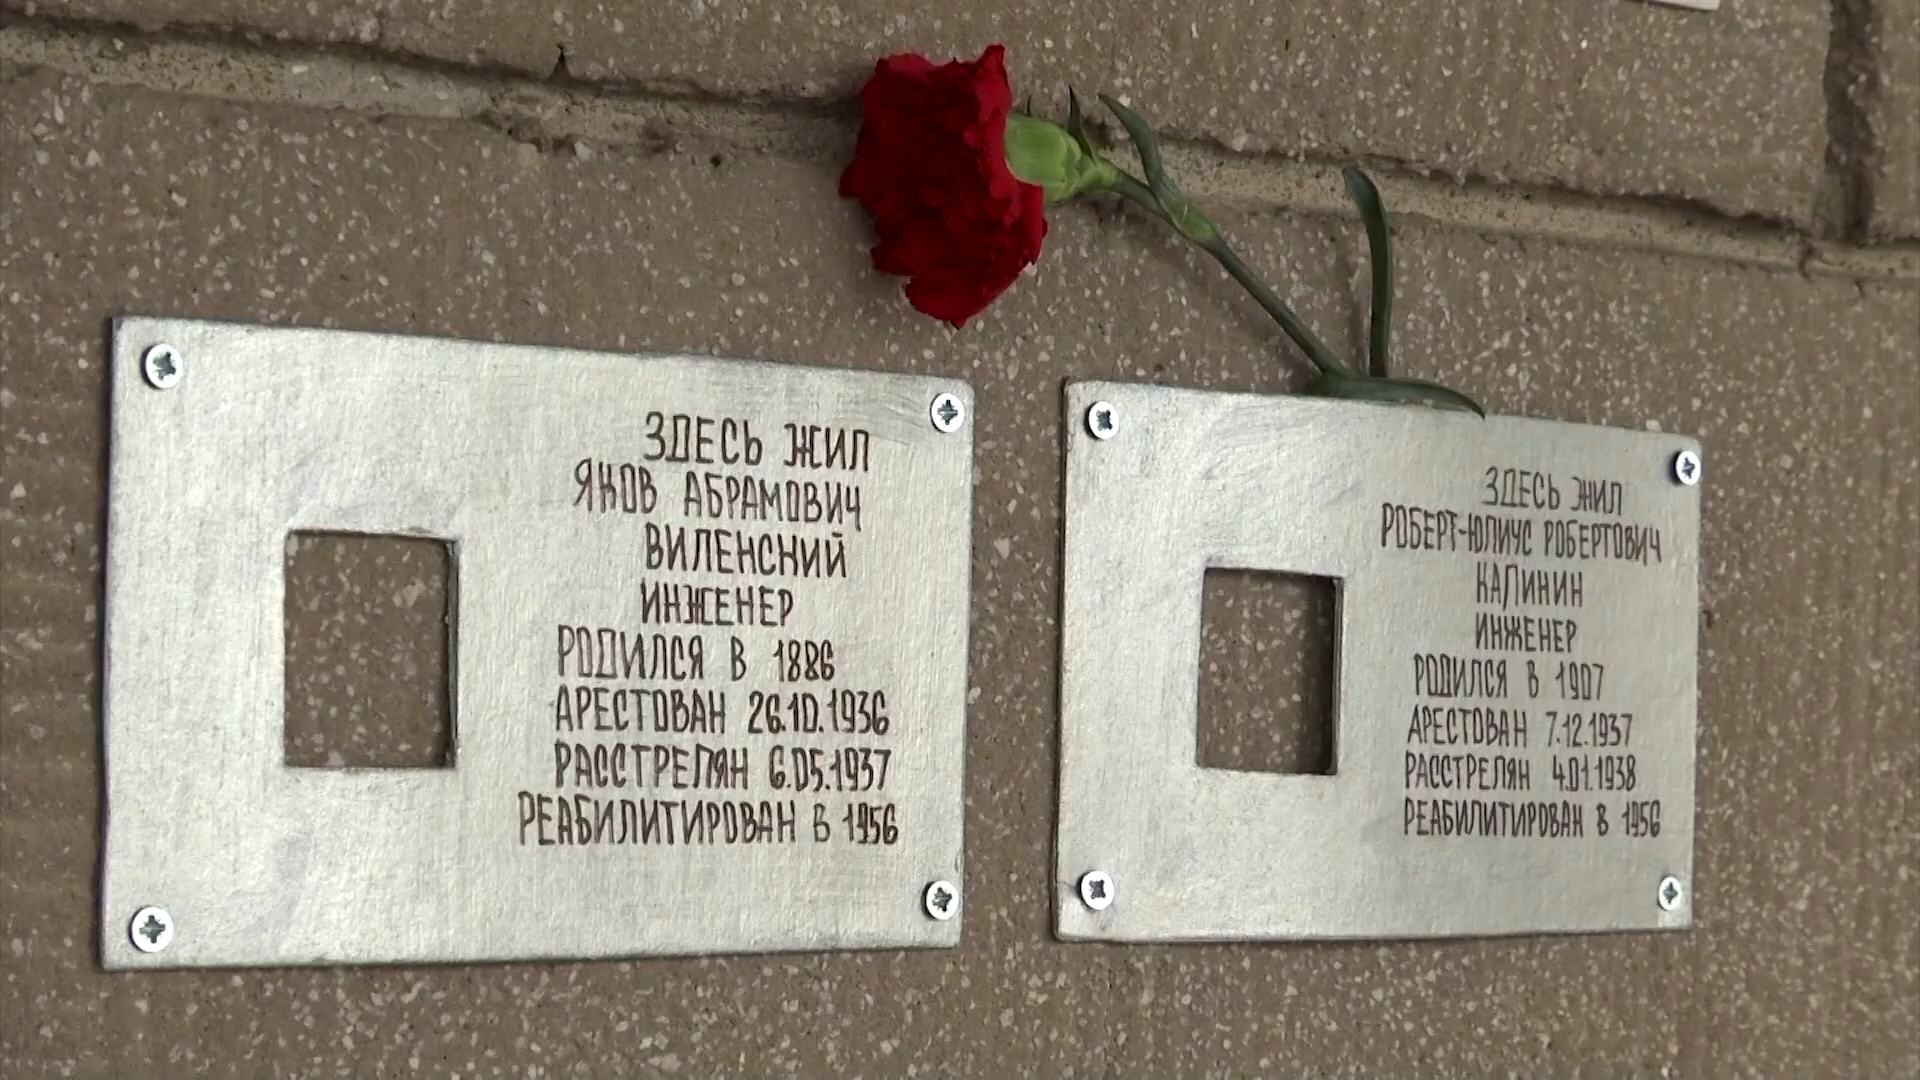 ЗДЕСЬ ЖИЛ
ЯКОВ АБРАМОВИЧ
ВИЛЕНСКИЙ
ИНЖЕНЕР
РОДИЛСЯ В 1886
АРЕСТОВАН 26.10.1936
РАССТРЕЛЯН 6.05.1937
РЕАБИЛИТИРОВАН В 1956
ЗДЕСЬ ЖИЛ
РОБЕРТ-ЮЛИУС РОБЕРТОВИЧ
КАЛИНИН
ИНЖЕНЕР
РОДИЛСЯ В 1907
АРЕСТОВАН 7.12.1937
РАССТРЕЛЯН 4.01.1938
РЕАБИЛИТИРОВАН В 1956